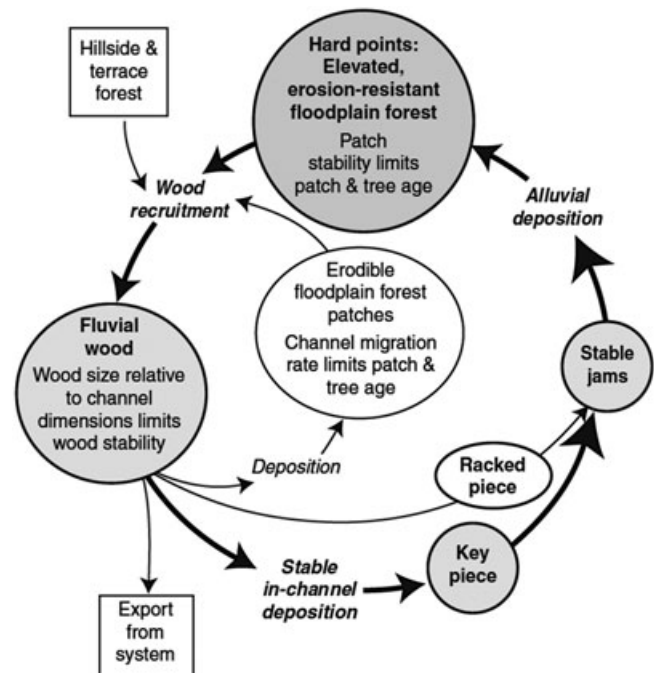 Hillside &
terrace
forest
Hard points:
Elevated,
erosion-resistant
floodplain forest
Patch
stability limits
patch & tree age
Wood
recruitment
Alluvial
deposition
Erodible
floodplain forest
patches
Channel migration
rate limits patch &
tree age
Fluvial
wood
Wood size relative
to channel
dimensions limits
wood stability
Stable
jams
Deposition
Racked
piece
Key
piece
Stable
in-channel
deposition
Export
from
system